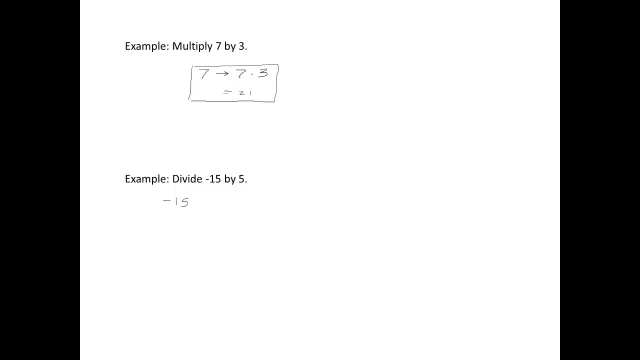 Example: Multiply 7 by 3.
7 → 7 · 3
= 21
Example: Divide -15 by 5.
-15